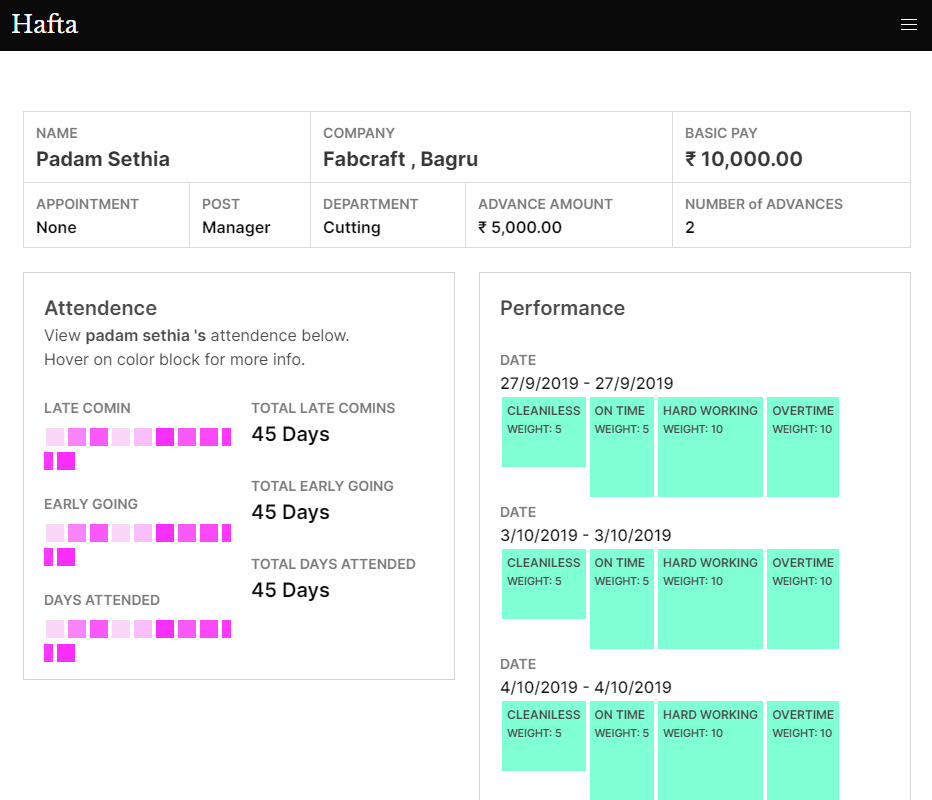 Hafta
NAME
Padam Sethia
COMPANY
Fabcraft , Bagru
BASIC PAY
₹ 10,000.00
APPOINTMENT
None
POST
Manager
DEPARTMENT
Cutting
ADVANCE AMOUNT
₹ 5,000.00
NUMBER of ADVANCES
2
Attendence
View padam sethia 's attendence below.
Hover on color block for more info.
LATE COMIN
EARLY GOING
DAYS ATTENDED
TOTAL LATE COMINS
45 Days
TOTAL EARLY GOING
45 Days
TOTAL DAYS ATTENDED
45 Days
Performance
DATE
27/9/2019 - 27/9/2019
CLEANILESS
WEIGHT: 5
ON TIME
WEIGHT: 5
HARD WORKING
WEIGHT: 10
OVERTIME
WEIGHT: 10
DATE
3/10/2019 - 3/10/2019
CLEANILESS
WEIGHT: 5
ON TIME
WEIGHT: 5
HARD WORKING
WEIGHT: 10
OVERTIME
WEIGHT: 10
DATE
4/10/2019 - 4/10/2019
CLEANILESS
WEIGHT: 5
ON TIME
WEIGHT: 5
HARD WORKING
WEIGHT: 10
OVERTIME
WEIGHT: 10